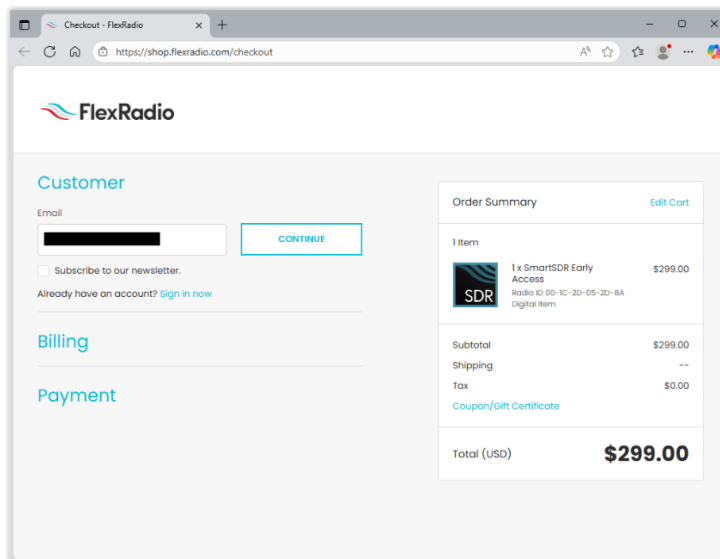 Checkout - FlexRadio
https://shop.flexradio.com/checkout
FlexRadio
Customer
Email
CONTINUE
Subscribe to our newsletter.
Already have an account? Sign in now
Billing
Payment
Order Summary
Edit Cart
1 Item
SDR
1 x SmartSDR Early
Access
$299.00
Radio ID 00-1C-2D-05-2D-8A
Digital Item
Subtotal $299.00
Shipping --
Tax $0.00
Coupon/Gift Certificate
Total (USD) $299.00